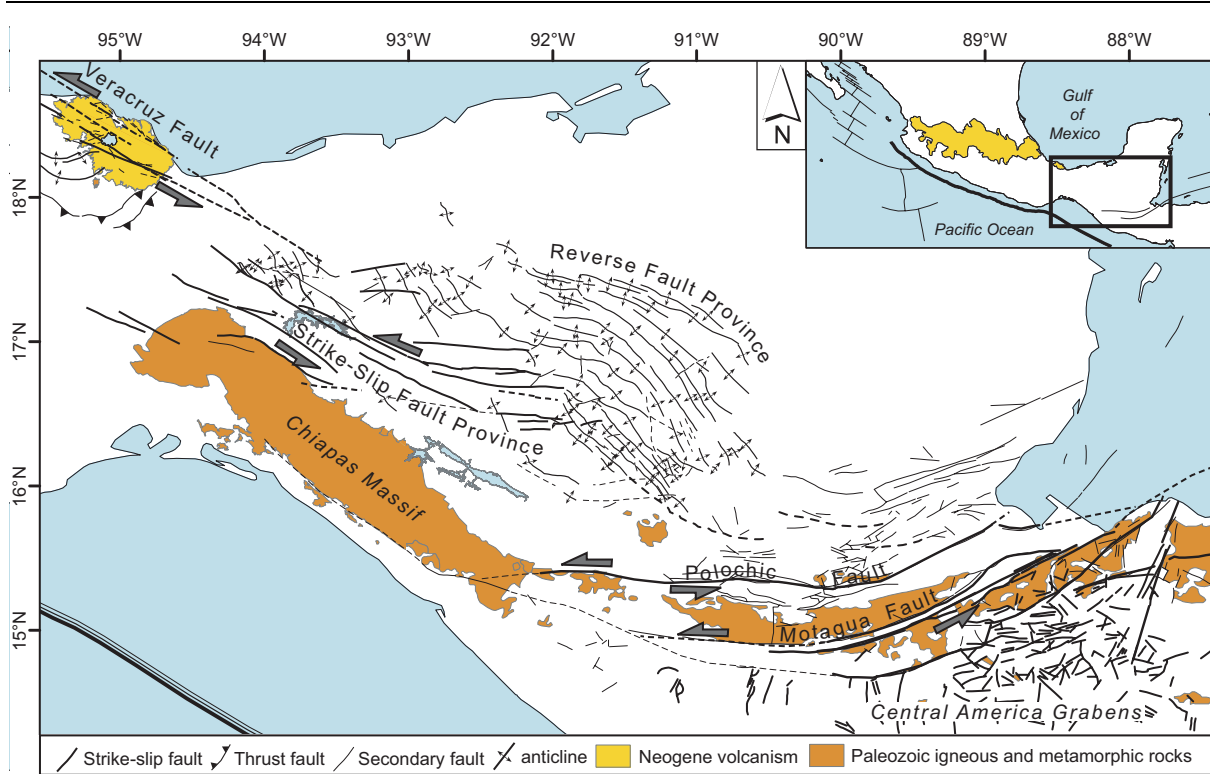 95°W 94°W 93°W 92°W 91°W 90°W 89°W 88°W
Veracruz Fault
N
Gulf
of
Mexico
Pacific Ocean
18°N
Reverse Fault Province
17°N
Strike-Slip Fault Province
Chiapas Massif
16°N
Polochic Fault
15°N
Motagua Fault
Central America Grabens
Strike-slip fault Thrust fault Secondary fault anticline Neogene volcanism Paleozoic igneous and metamorphic rocks